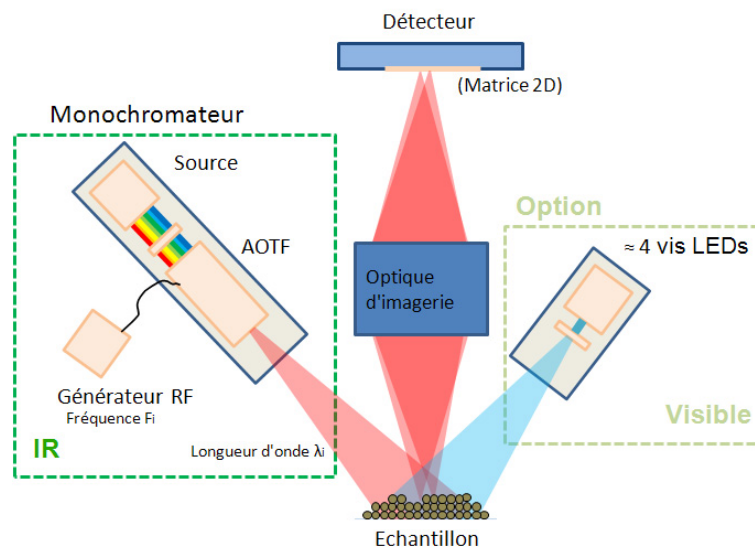 Détecteur
(Matrice 2D)
Monochromateur
Source
AOTF
Générateur RF
Fréquence Fi
IR
Longueur d'onde λi
Optique
d'imagerie
Option
≈ 4 vis LEDs
Visible
Echantillon